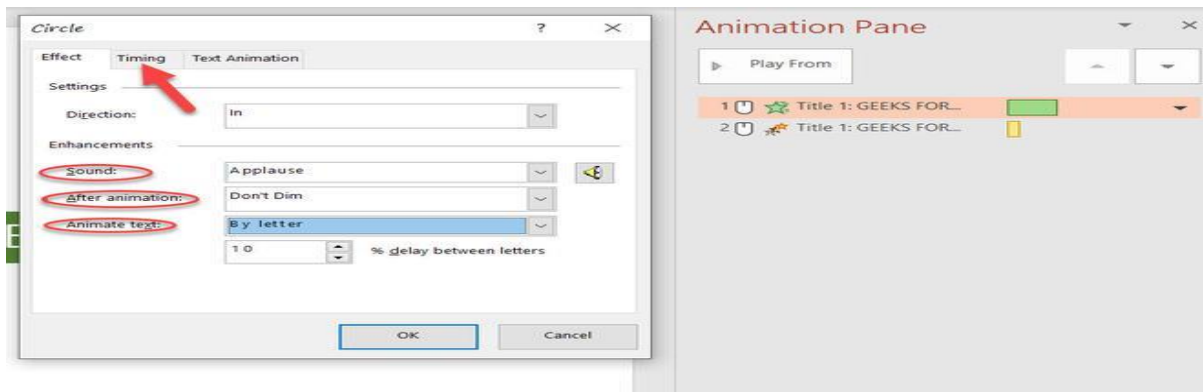 Circle
?
Effect Timing Text Animation
Settings
Direction: In
Enhancements
Sound: Applause
After animation: Don't Dim
Animate text: By letter
10 % delay between letters
OK Cancel
Animation Pane
Play From
1 Title 1: GEEKS FOR...
2 Title 1: GEEKS FOR...